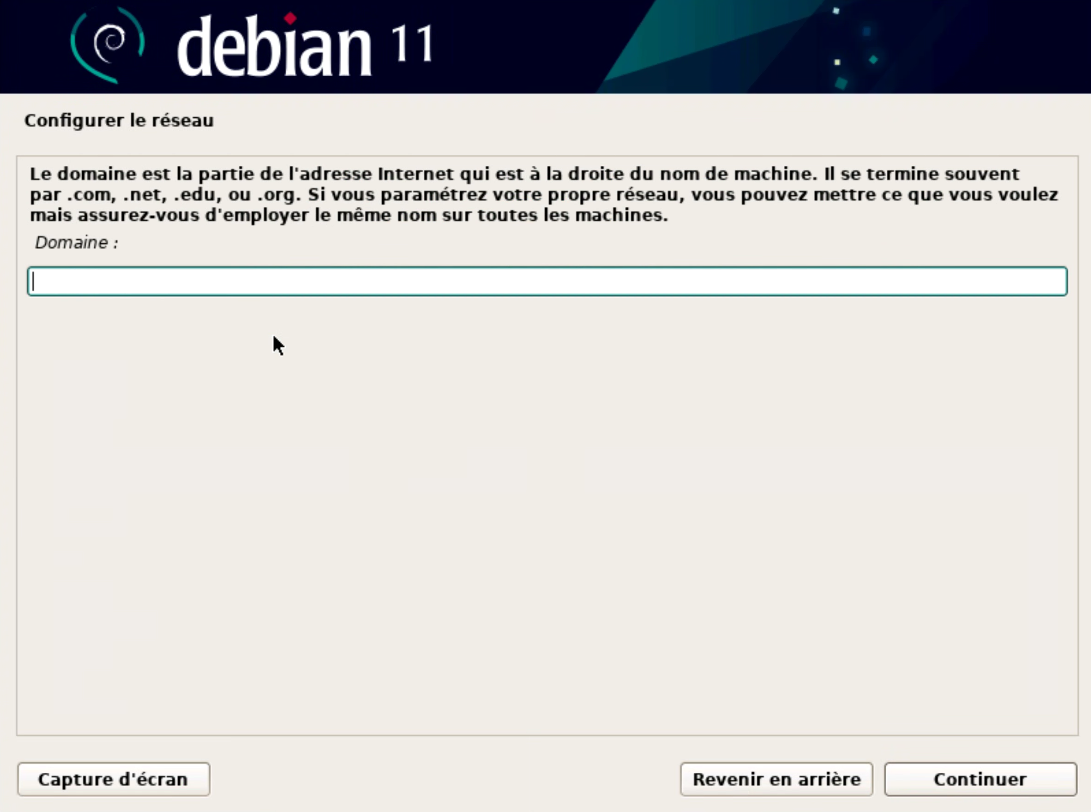 debian 11
Configurer le réseau
Le domaine est la partie de l'adresse Internet qui est à la droite du nom de machine. Il se termine souvent
par .com, .net, .edu, ou .org. Si vous paramétrez votre propre réseau, vous pouvez mettre ce que vous voulez
mais assurez-vous d'employer le même nom sur toutes les machines.
Domaine :
Capture d'écran
Revenir en arrière
Continuer